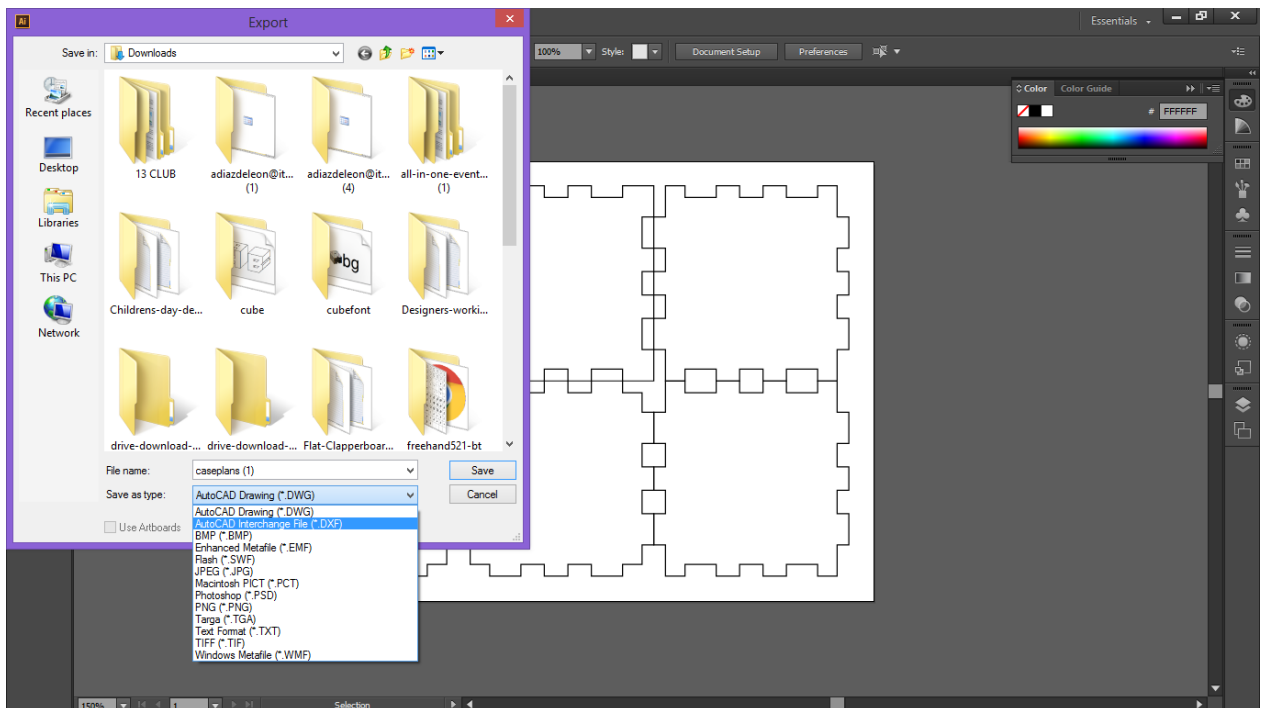 Ai Export
Essentials
Save in: Downloads
100% Style: Document Setup Preferences
Color Color Guide
# FFFFFF
Recent places
Desktop
Libraries
This PC
Network
13 CLUB
adiazdeleon@it... (1)
adiazdeleon@it... (4)
all-in-one-event... (1)
Childrens-day-de...
cube
bg
cubefont
Designers-worki...
drive-download-...
drive-download-...
Flat-Clapperboar...
freehand521-bt
File name: caseplans (1) Save
Save as type: AutoCAD Drawing (*.DWG) Cancel
Use Artboards
AutoCAD Drawing (*.DWG)
AutoCAD Interchange File (*.DXF)
BMP (*.BMP)
Enhanced Metafile (*.EMF)
Flash (*.SWF)
JPEG (*.JPG)
Macintosh PICT (*.PCT)
Photoshop (*.PSD)
PNG (*.PNG)
Targa (*.TGA)
Text Format (*.TXT)
TIFF (*.TIF)
Windows Metafile (*.WMF)
150% 1 Selection